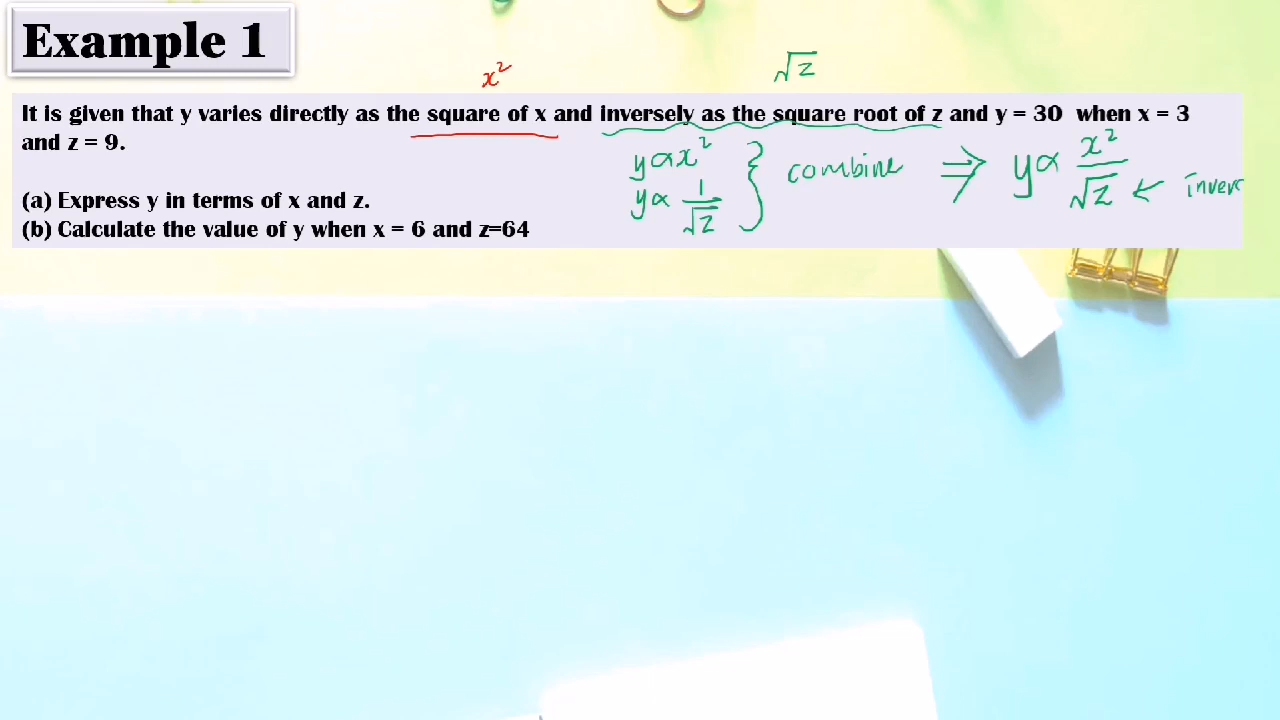 Example 1
x²
√z
It is given that y varies directly as the square of x and inversely as the square root of z and y = 30 when x = 3
and z = 9.
y∝x²
y∝ 1/√z
} combine ⇒ y∝ x²/√z ← inver
(a) Express y in terms of x and z.
(b) Calculate the value of y when x = 6 and z=64